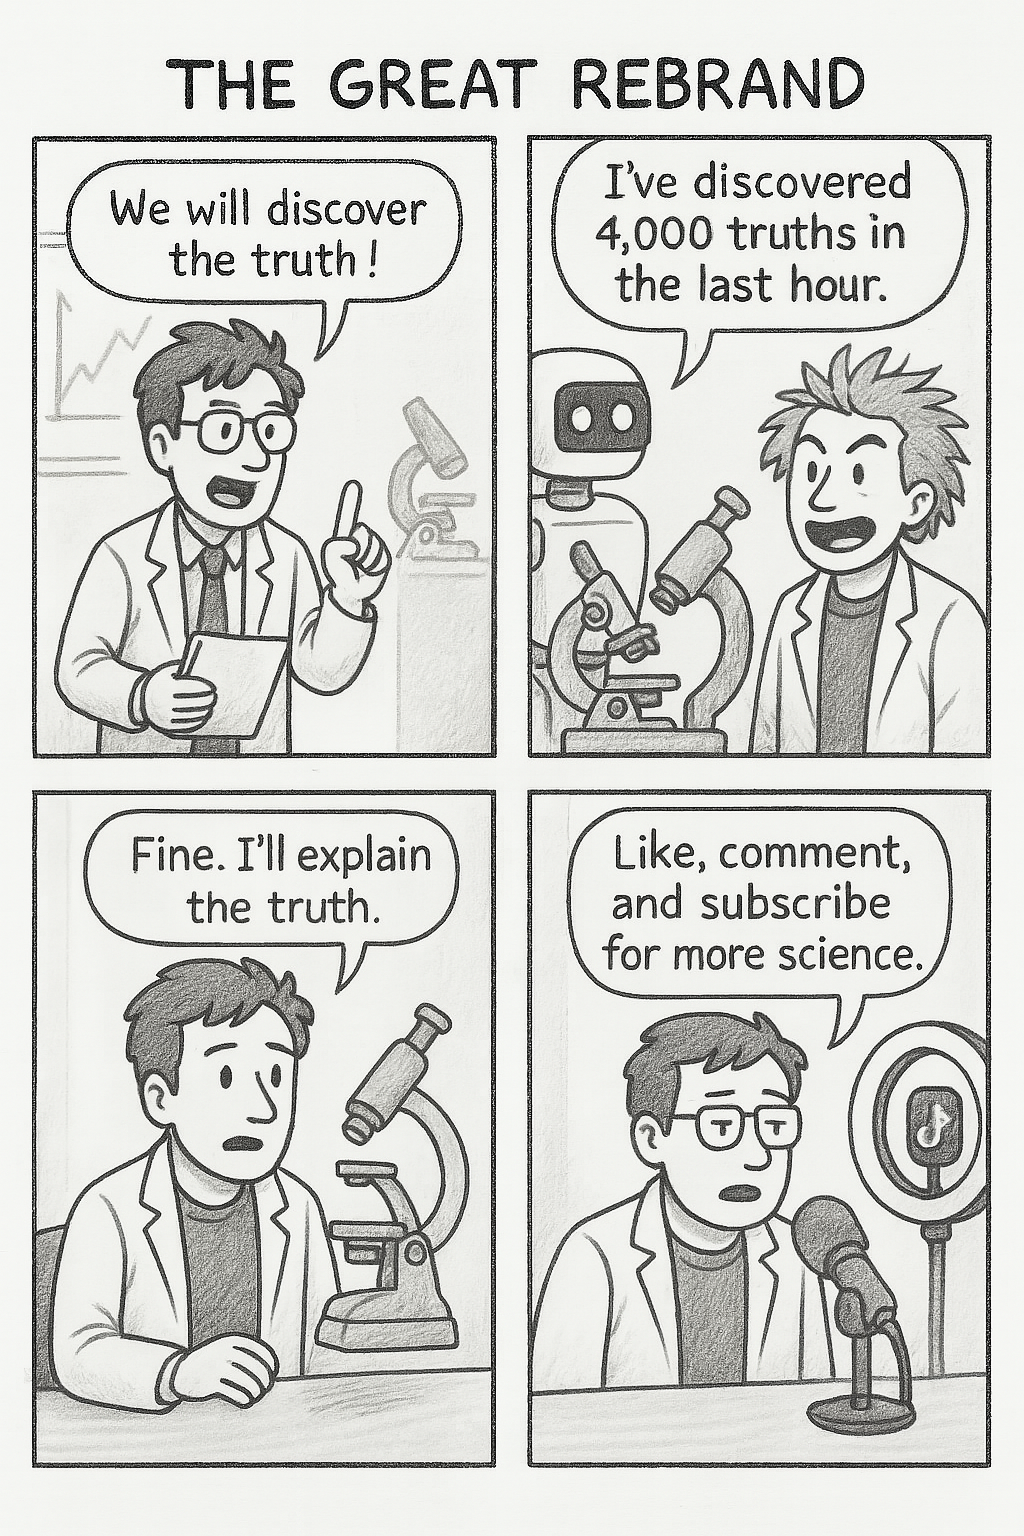 THE GREAT REBRAND
We will discover
the truth!
I've discovered
4,000 truths in
the last hour.
Fine. I'll explain
the truth.
Like, comment,
and subscribe
for more science.